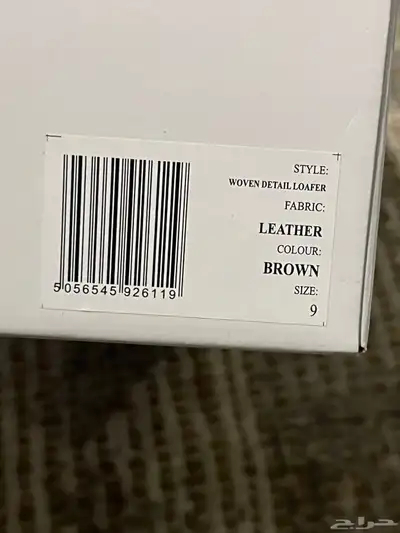 STYLE:
WOVEN DETAIL LOAFER
FABRIC:
LEATHER
COLOUR:
BROWN
SIZE:
9
5 056545 926119
حراج